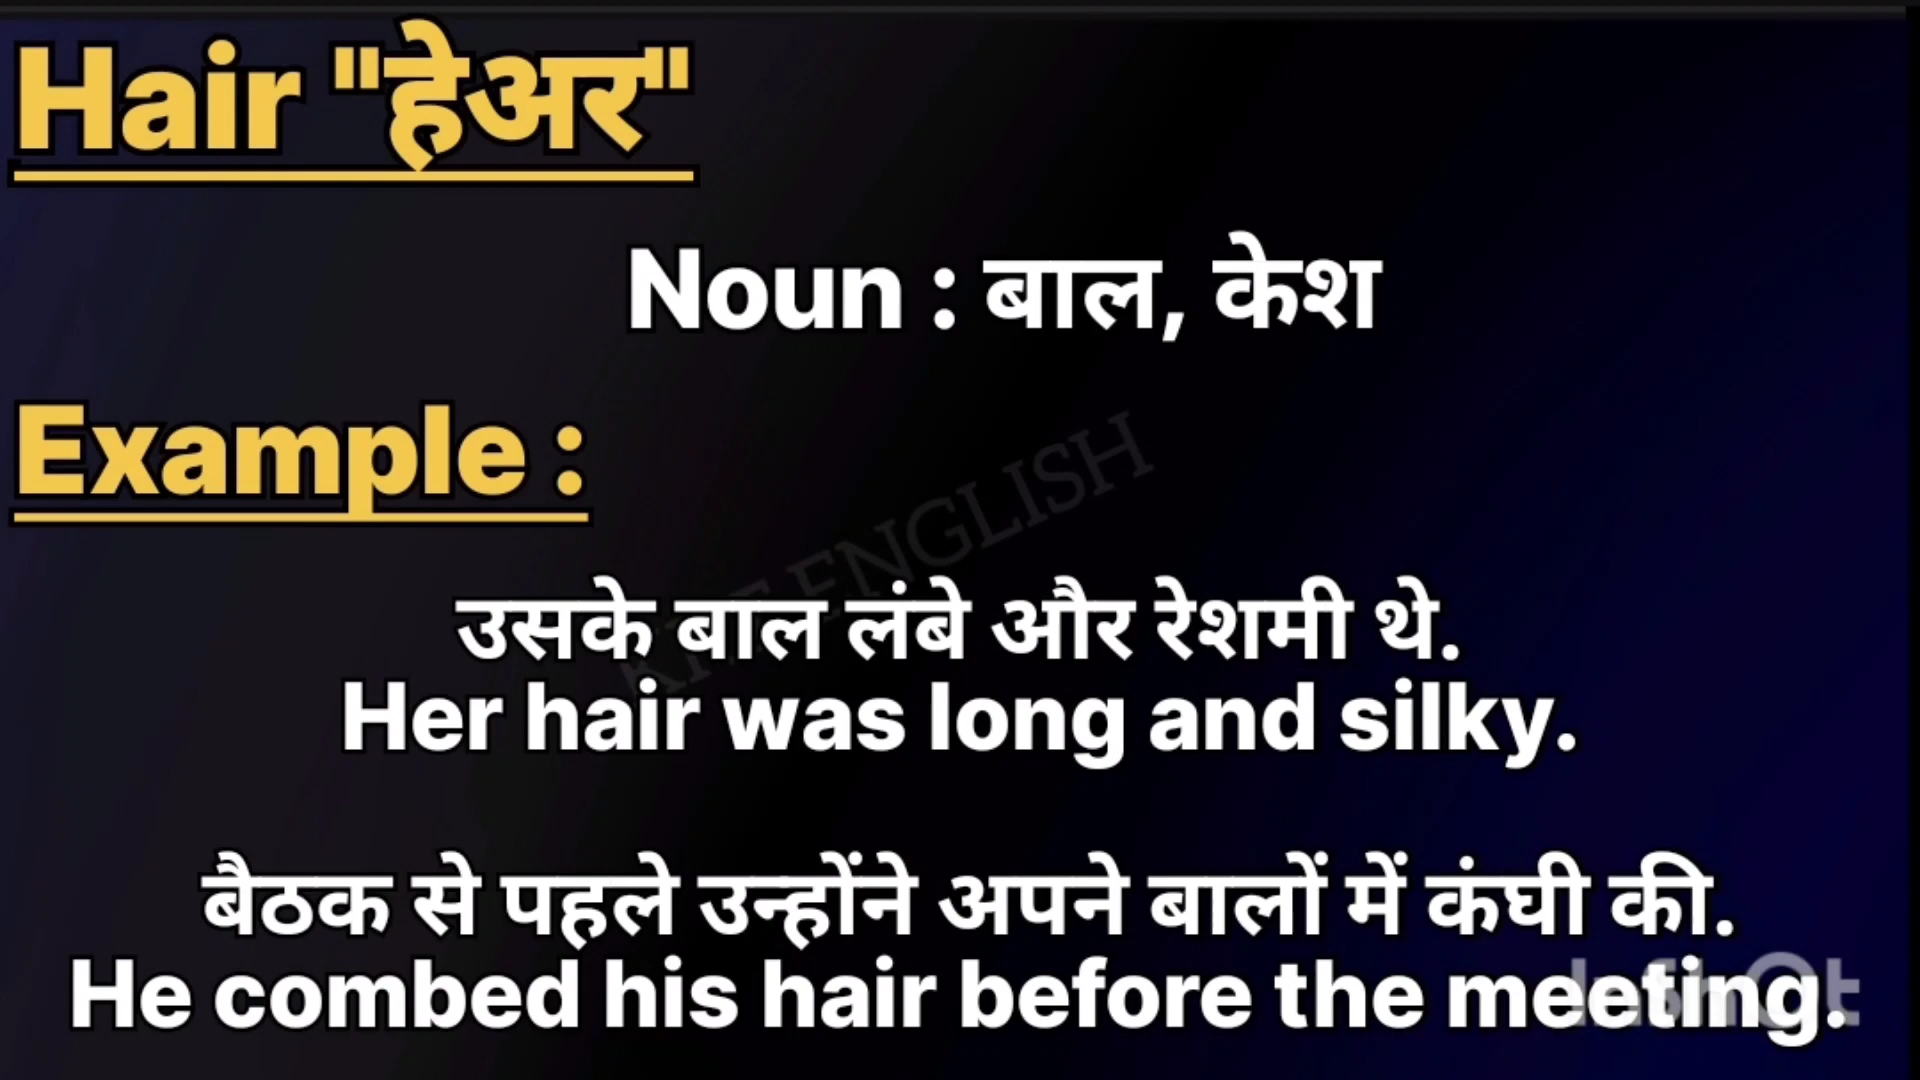 Hair "हेअर"
Noun : बाल, केश
Example :
ENGLISH
उसके बाल लंबे और रेशमी थे.
Her hair was long and silky.
बैठक से पहले उन्होंने अपने बालों में कंघी की.
He combed his hair before the meeting.